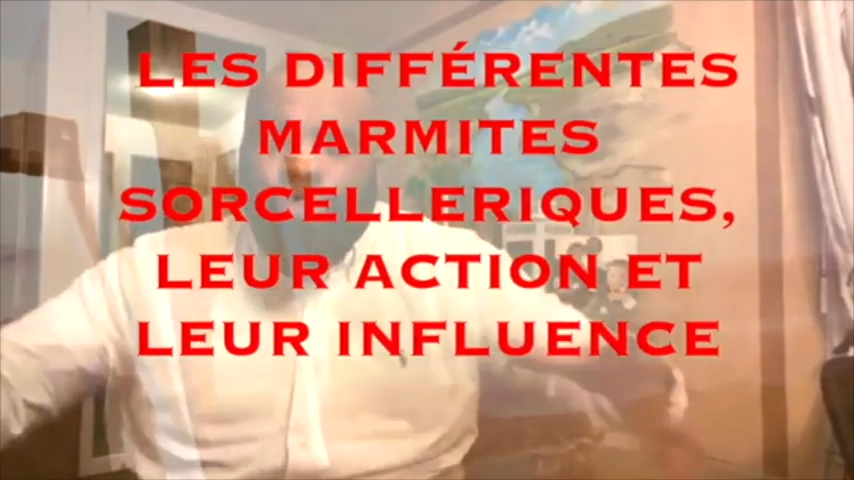 LES DIFFÉRENTES
MARMITES
SORCELLERIQUES,
LEUR ACTION ET
LEUR INFLUENCE